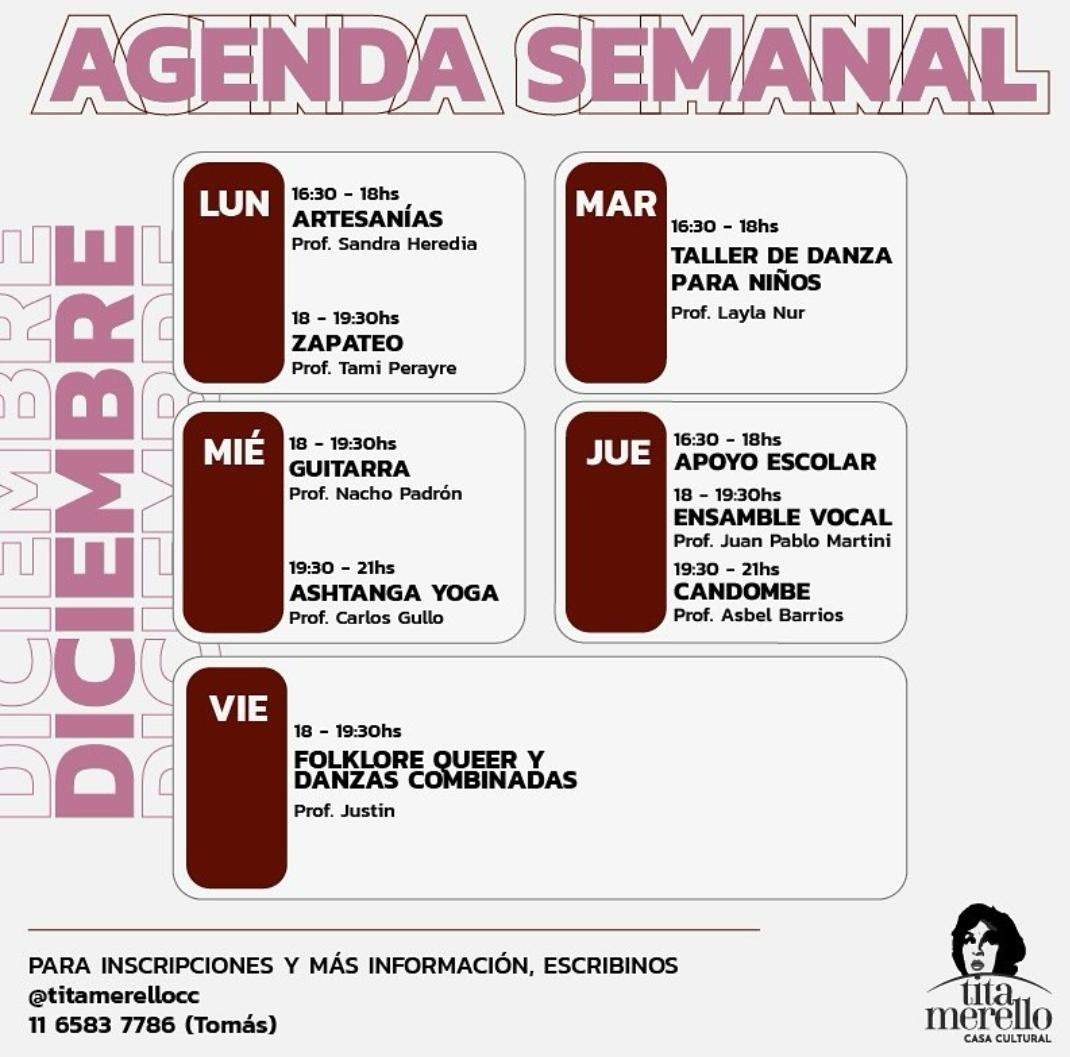 AGENDA SEMANAL
DICIEMBRE
DICIEMBRE
DICIEMBRE
LUN
16:30 - 18hs
ARTESANÍAS
Prof. Sandra Heredia
18 - 19:30hs
ZAPATEO
Prof. Tami Perayre
MAR
16:30 - 18hs
TALLER DE DANZA
PARA NIÑOS
Prof. Layla Nur
MIÉ
18 - 19:30hs
GUITARRA
Prof. Nacho Padrón
19:30 - 21hs
ASHTANGA YOGA
Prof. Carlos Gullo
JUE
16:30 - 18hs
APOYO ESCOLAR
18 - 19:30hs
ENSAMBLE VOCAL
Prof. Juan Pablo Martini
19:30 - 21hs
CANDOMBE
Prof. Asbel Barrios
VIE
18 - 19:30hs
FOLKLORE QUEER Y
DANZAS COMBINADAS
Prof. Justin
PARA INSCRIPCIONES Y MÁS INFORMACIÓN, ESCRIBINOS
@titamerellocc
11 6583 7786 (Tomás)
tita
merello
CASA CULTURAL